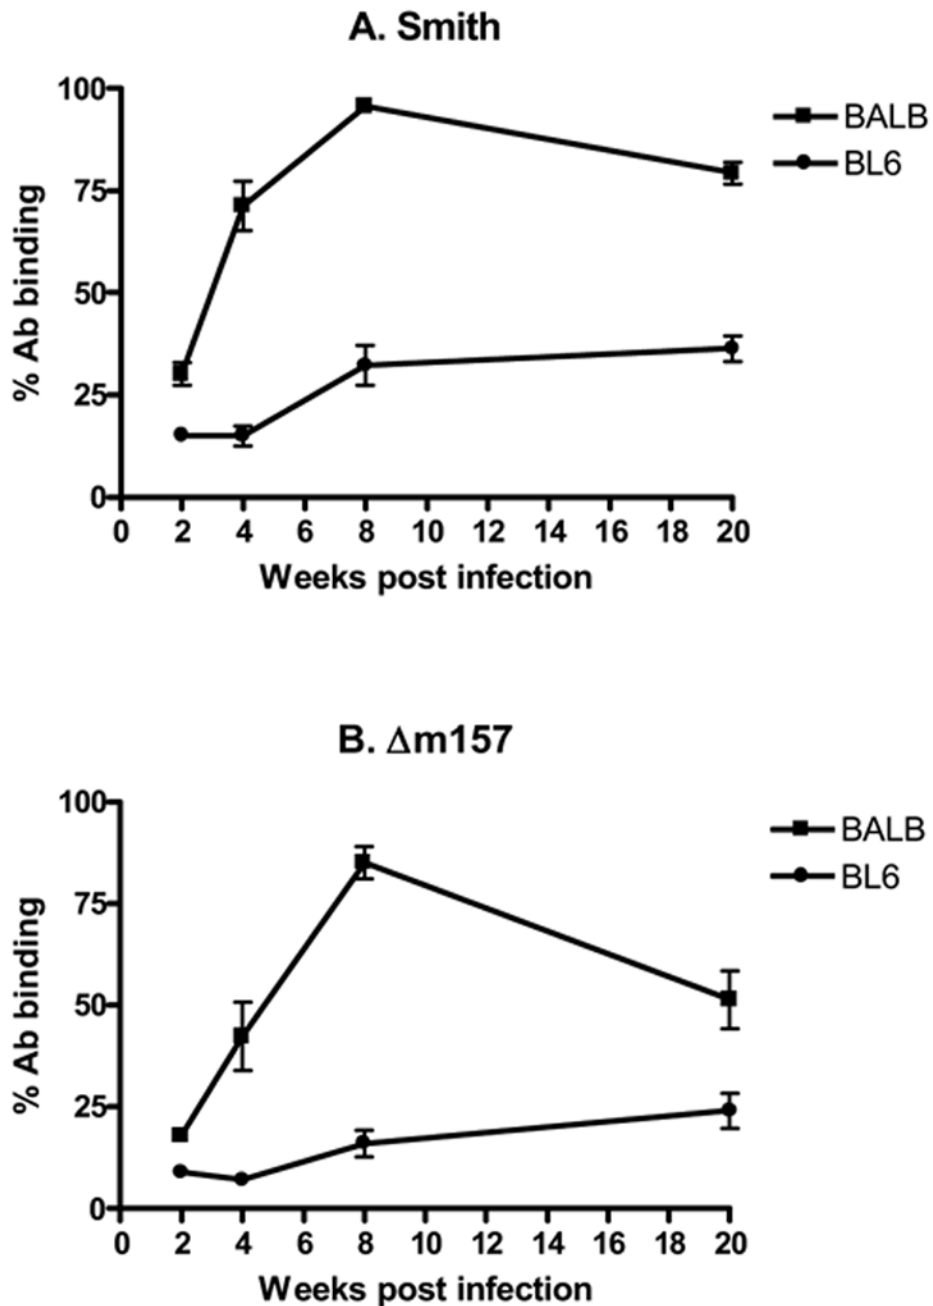 A. Smith
100
75
50
25
0
% Ab binding
0 2 4 6 8 10 12 14 16 18 20
Weeks post infection
BALB
BL6
B. Δm157
100
75
50
25
0
% Ab binding
0 2 4 6 8 10 12 14 16 18 20
Weeks post infection
BALB
BL6